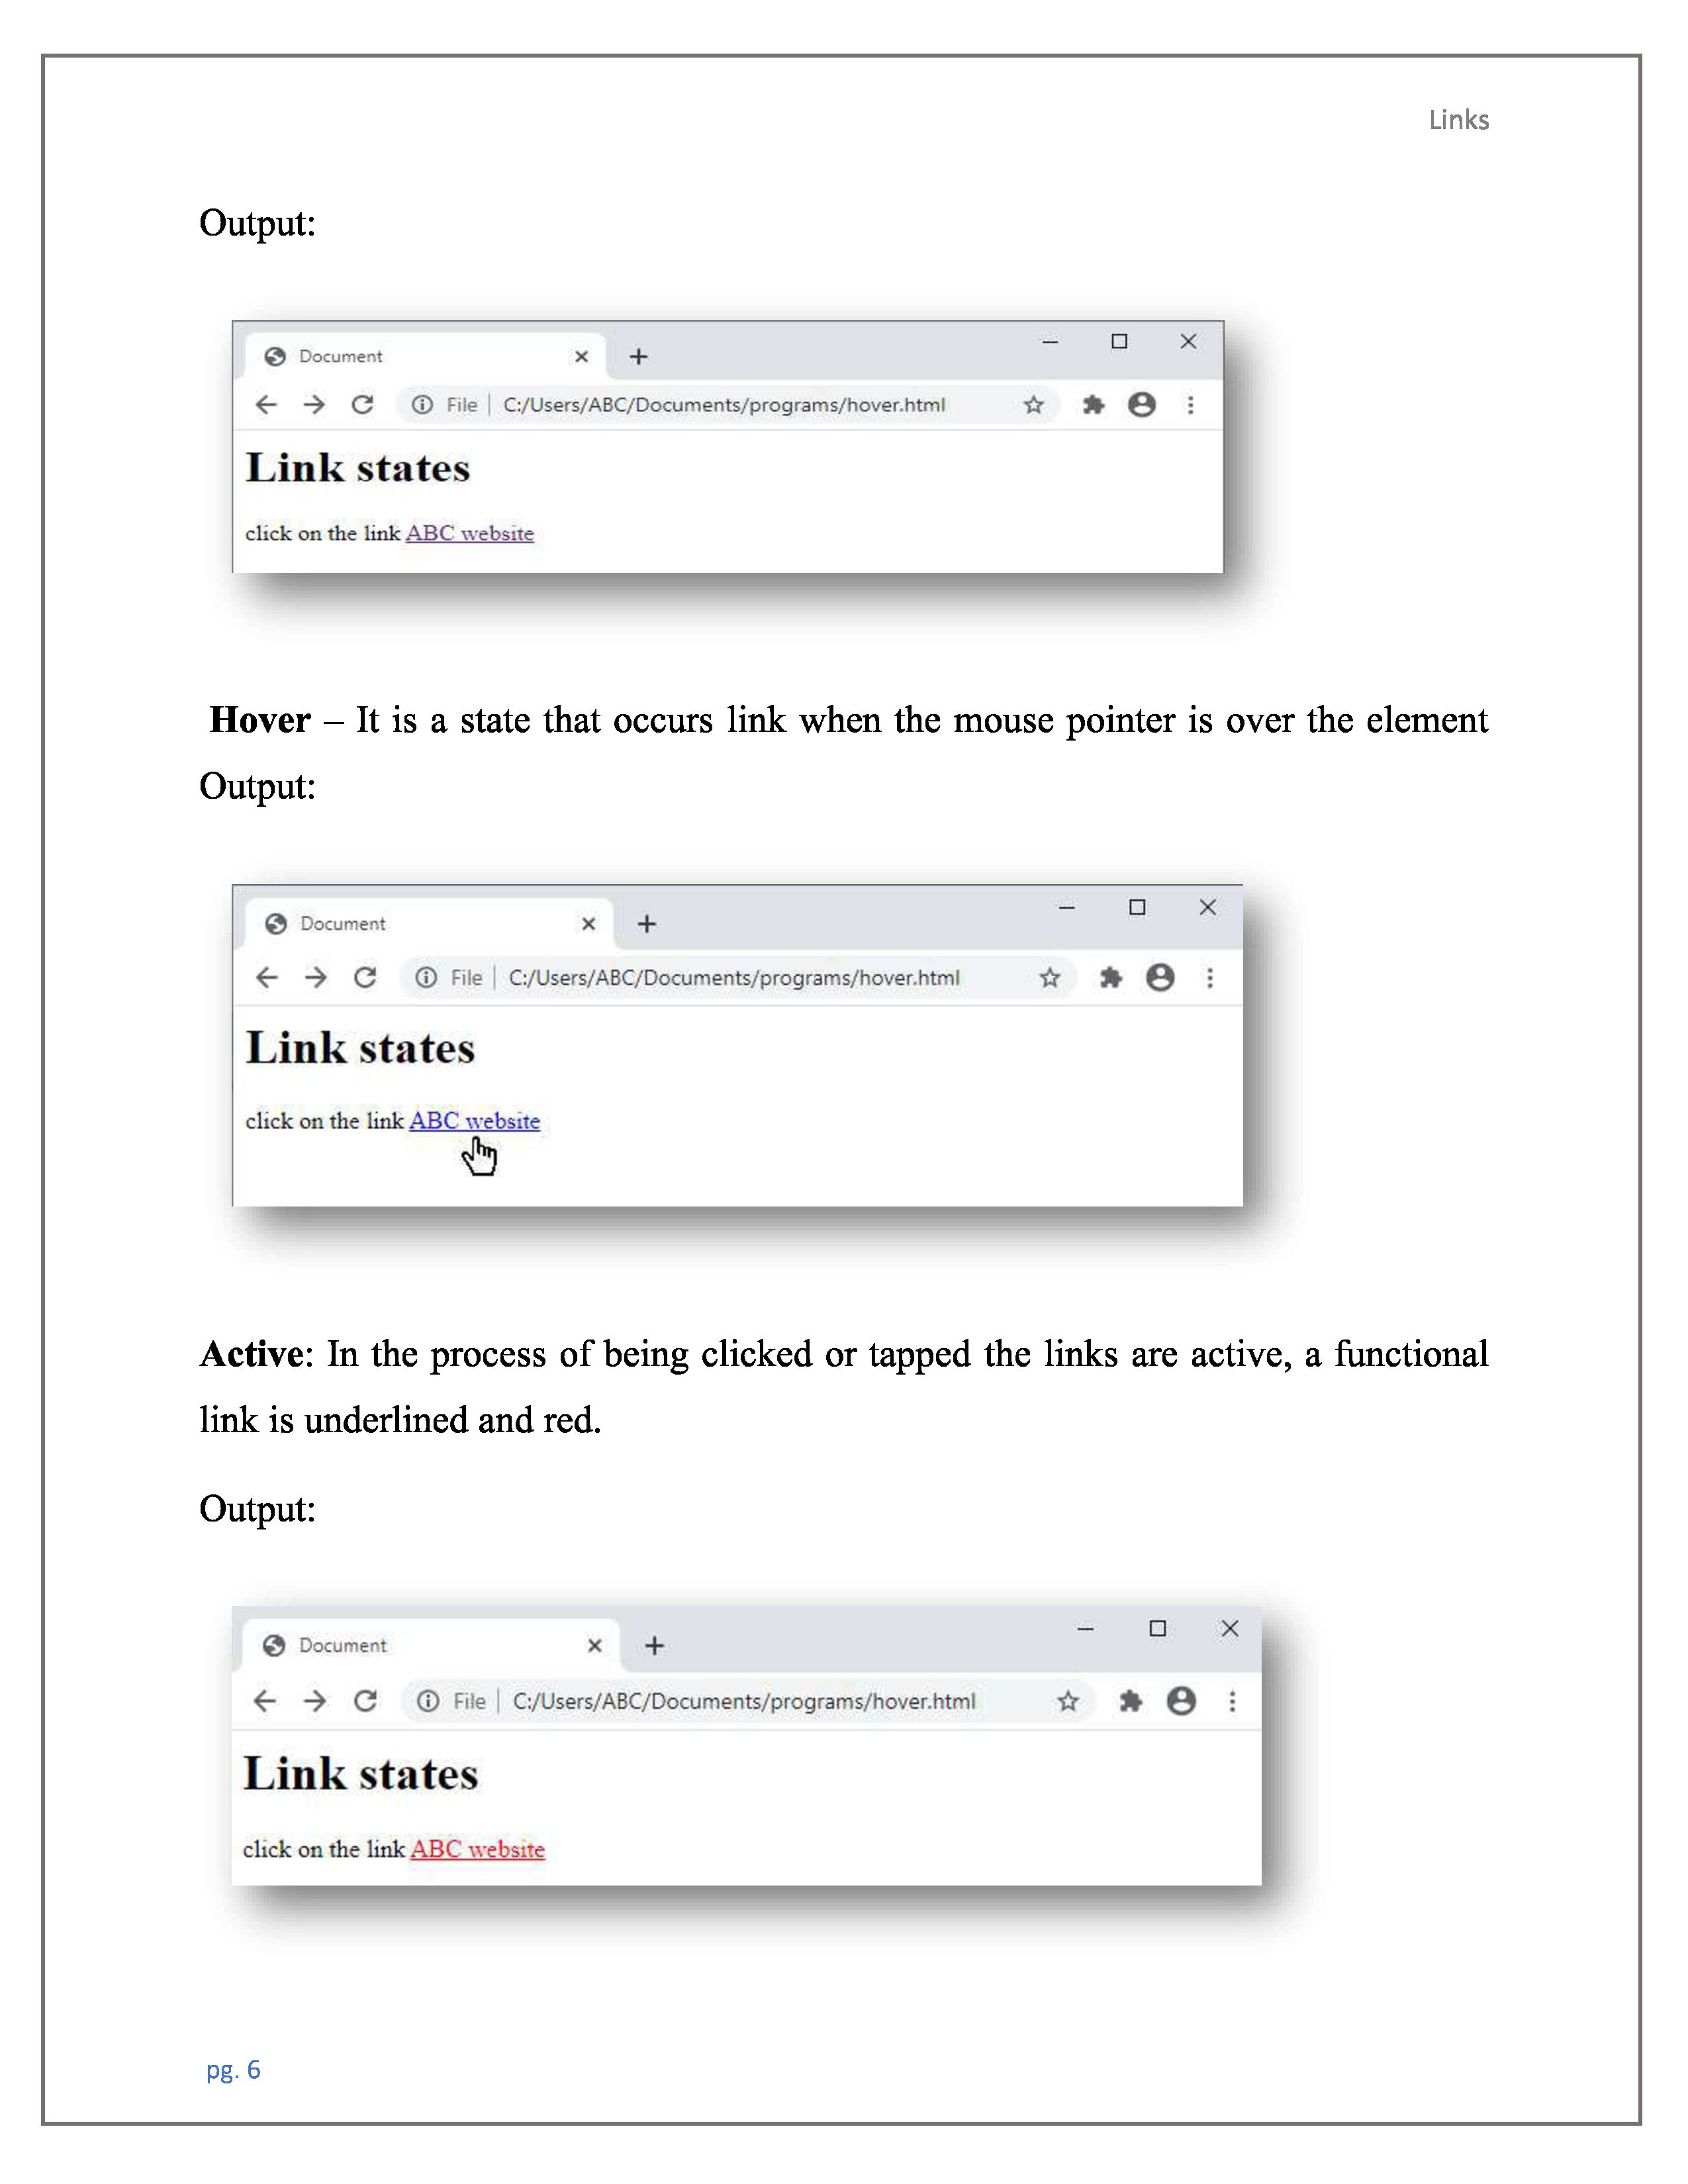 Links
Output:
Document
File C:/Users/ABC/Documents/programs/hover.html
Link states
click on the link ABC website
Hover – It is a state that occurs link when the mouse pointer is over the element
Output:
Document
File C:/Users/ABC/Documents/programs/hover.html
Link states
click on the link ABC website
Active: In the process of being clicked or tapped the links are active, a functional
link is underlined and red.
Output:
Document
File C:/Users/ABC/Documents/programs/hover.html
Link states
click on the link ABC website
pg. 6